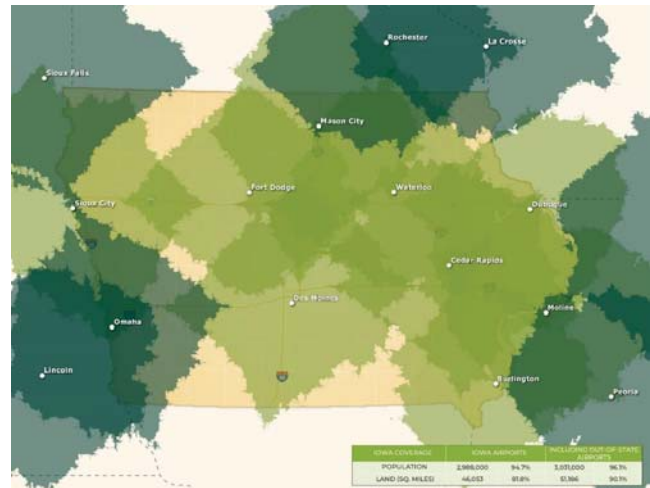 Rochester
La Crosse
Sioux Falls
Mason City
Fort Dodge
Waterloo
Sioux City
Dubuque
Cedar Rapids
Des Moines
Moline
Omaha
Lincoln
Burlington
Peoria
IOWA COVERAGE IOWA AIRPORTS INCLUDING OUT-OF-STATE AIRPORTS
POPULATION 2,988,000 94.7% 3,031,000 96.1%
LAND (SQ. MILES) 46,053 81.8% 51,186 90.1%